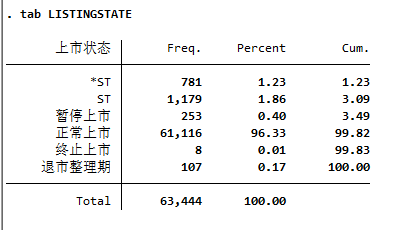 . tab LISTINGSTATE
上市状态 Freq. Percent Cum.
*ST 781 1.23 1.23
ST 1,179 1.86 3.09
暂停上市 253 0.40 3.49
正常上市 61,116 96.33 99.82
终止上市 8 0.01 99.83
退市整理期 107 0.17 100.00
Total 63,444 100.00